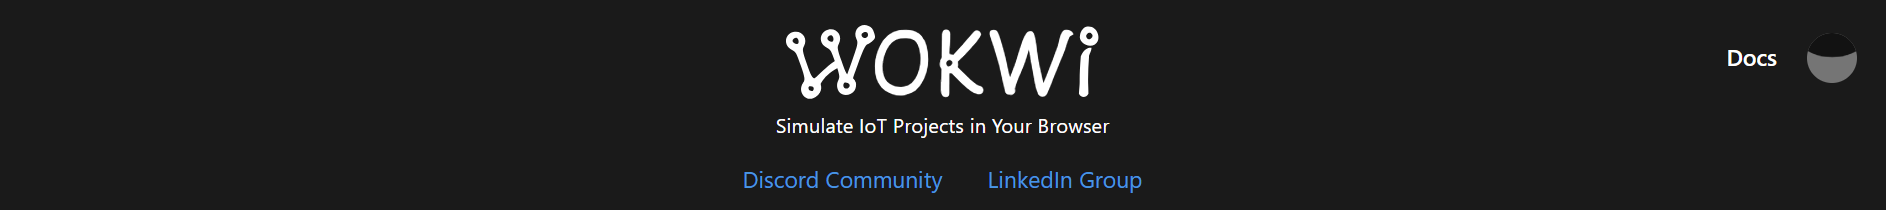 WOKWi
Docs
Simulate IoT Projects in Your Browser
Discord Community
LinkedIn Group